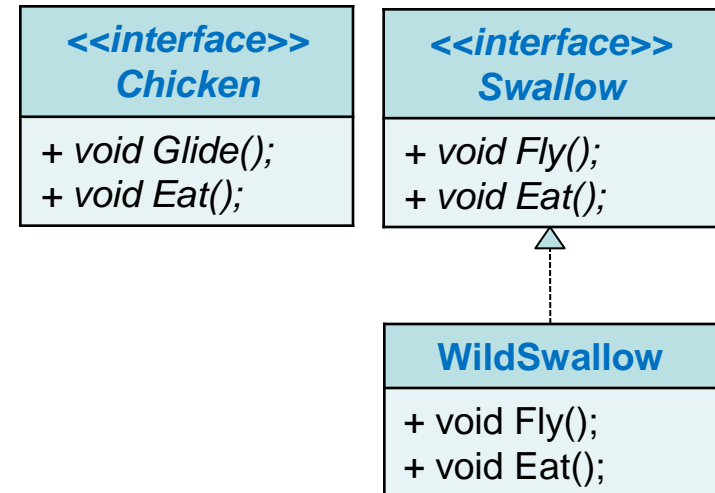 <<interface>>
Chicken
+ void Glide();
+ void Eat();
<<interface>>
Swallow
+ void Fly();
+ void Eat();
WildSwallow
+ void Fly();
+ void Eat();